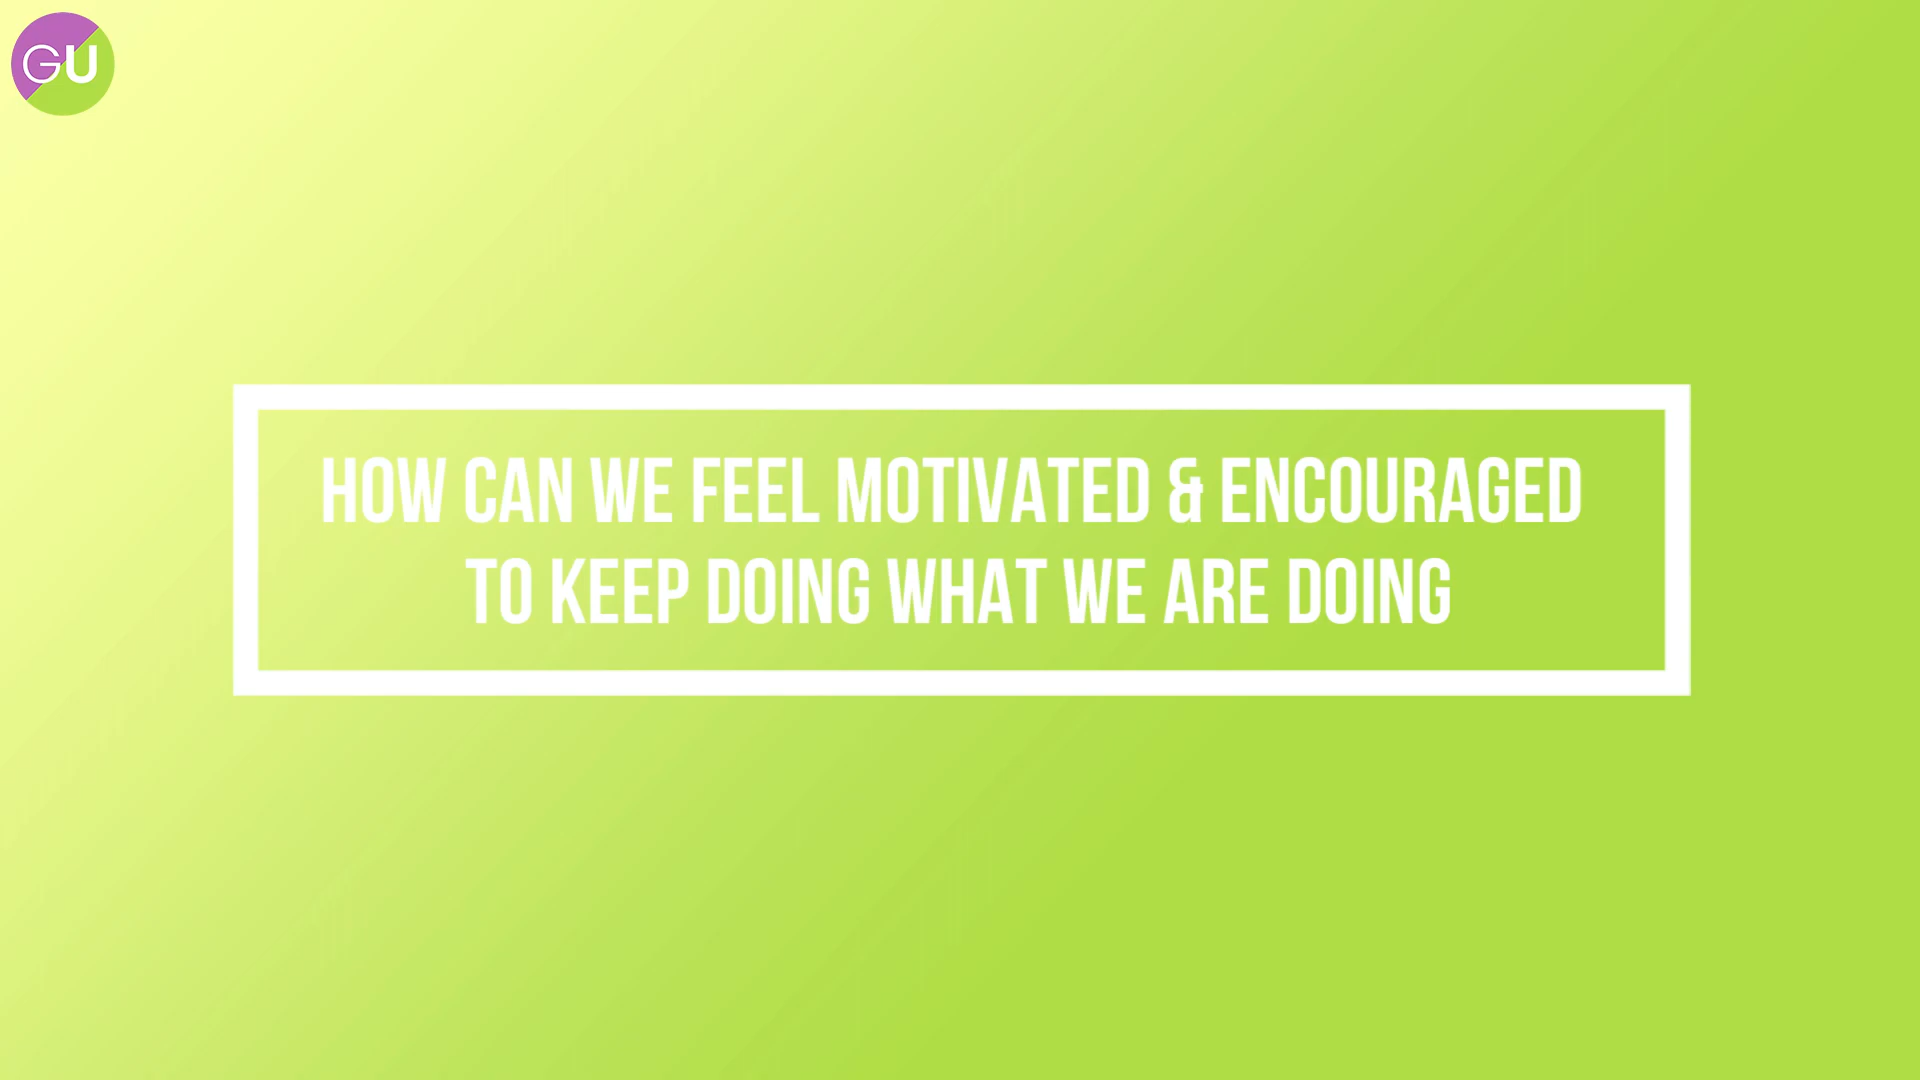 GU
HOW CAN WE FEEL MOTIVATED & ENCOURAGED
TO KEEP DOING WHAT WE ARE DOING